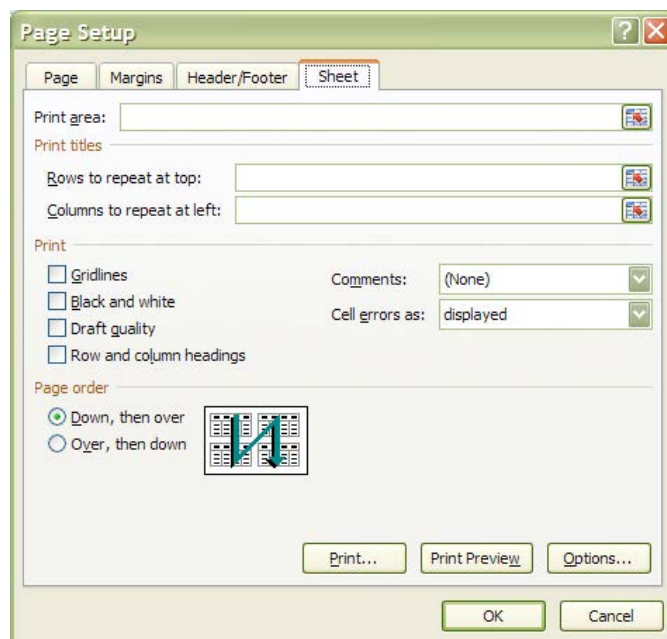 Page Setup
Page Margins Header/Footer Sheet
Print area:
Print titles
Rows to repeat at top:
Columns to repeat at left:
Print
Gridlines
Black and white
Draft quality
Row and column headings
Comments: (None)
Cell errors as: displayed
Page order
Down, then over
Over, then down
Print... Print Preview Options...
OK Cancel